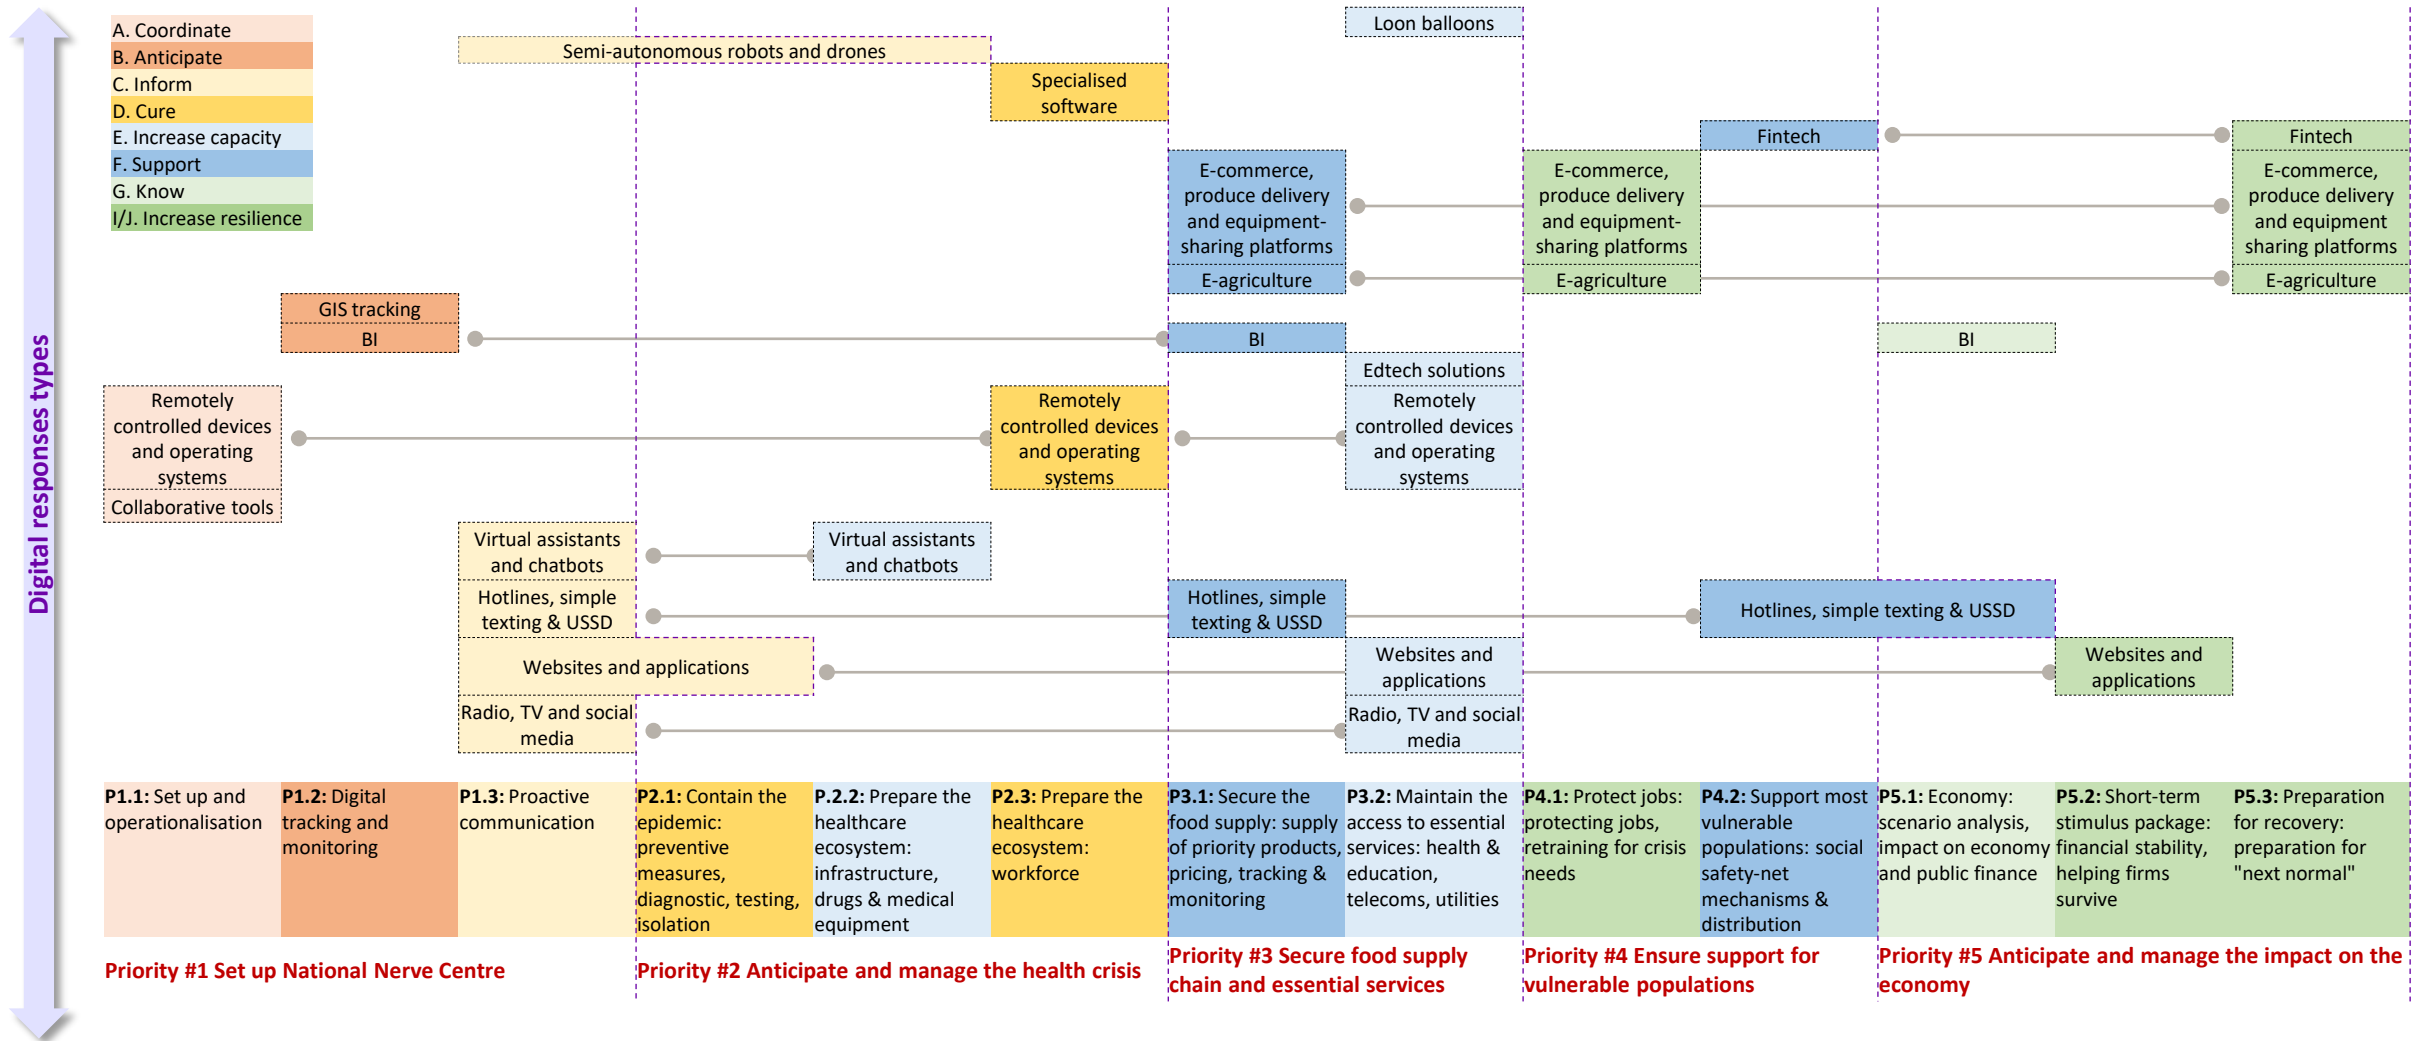 Digital responses types
A. Coordinate
B. Anticipate
C. Inform
D. Cure
E. Increase capacity
F. Support
G. Know
I/J. Increase resilience
Loon balloons
Semi-autonomous robots and drones
Specialised
software
Fintech
Fintech
E-commerce,
produce delivery
and equipment-
sharing platforms
E-commerce,
produce delivery
and equipment-
sharing platforms
E-commerce,
produce delivery
and equipment
sharing platforms
E-agriculture
E-agriculture
E-agriculture
GIS tracking
BI
BI
BI
Edtech solutions
Remotely
controlled devices
and operating
systems
Remotely
controlled devices
and operating
systems
Remotely
controlled devices
and operating
systems
Collaborative tools
Virtual assistants
and chatbots
Virtual assistants
and chatbots
Hotlines, simple
texting & USSD
Hotlines, simple
texting & USSD
Hotlines, simple texting & USSD
Websites and applications
Websites and
applications
Websites and
applications
Radio, TV and social
media
Radio, TV and social
media
P1.1: Set up and
operationalisation
P1.2: Digital
tracking and
monitoring
P1.3: Proactive
communication
P2.1: Contain the
epidemic:
preventive
measures,
diagnostic, testing,
isolation
P.2.2: Prepare the
healthcare
ecosystem:
infrastructure,
drugs & medical
equipment
P2.3: Prepare the
healthcare
ecosystem:
workforce
P3.1: Secure the
food supply: supply
of priority products,
pricing, tracking &
monitoring
P3.2: Maintain the
access to essential
services: health &
education,
telecoms, utilities
P4.1: Protect jobs:
protecting jobs,
retraining for crisis
needs
P4.2: Support most
vulnerable
populations: social
safety-net
mechanisms &
distribution
P5.1: Economy:
scenario analysis,
impact on economy
and public finance
P5.2: Short-term
stimulus package:
financial stability,
helping firms
survive
P5.3: Preparation
for recovery:
preparation for
"next normal"
Priority #1 Set up National Nerve Centre
Priority #2 Anticipate and manage the health crisis
Priority #3 Secure food supply
chain and essential services
Priority #4 Ensure support for
vulnerable populations
Priority #5 Anticipate and manage the impact on the
economy